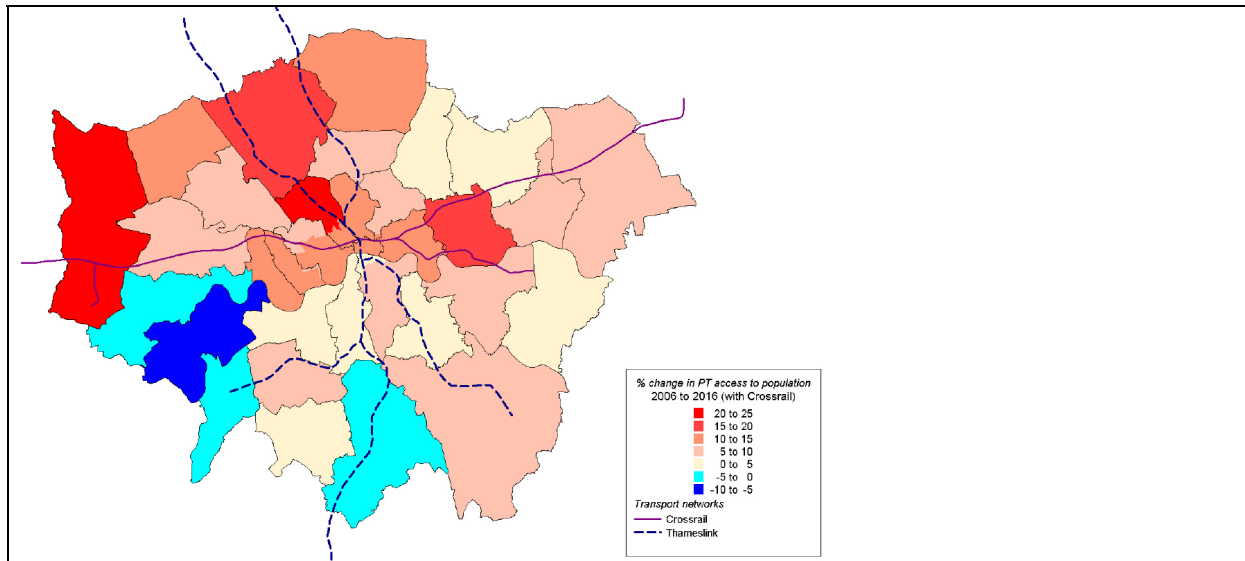 % change in PT access to population
2006 to 2016 (with Crossrail)
20 to 25
15 to 20
10 to 15
5 to 10
0 to 5
-5 to 0
-10 to -5
Transport networks
Crossrail
Thameslink